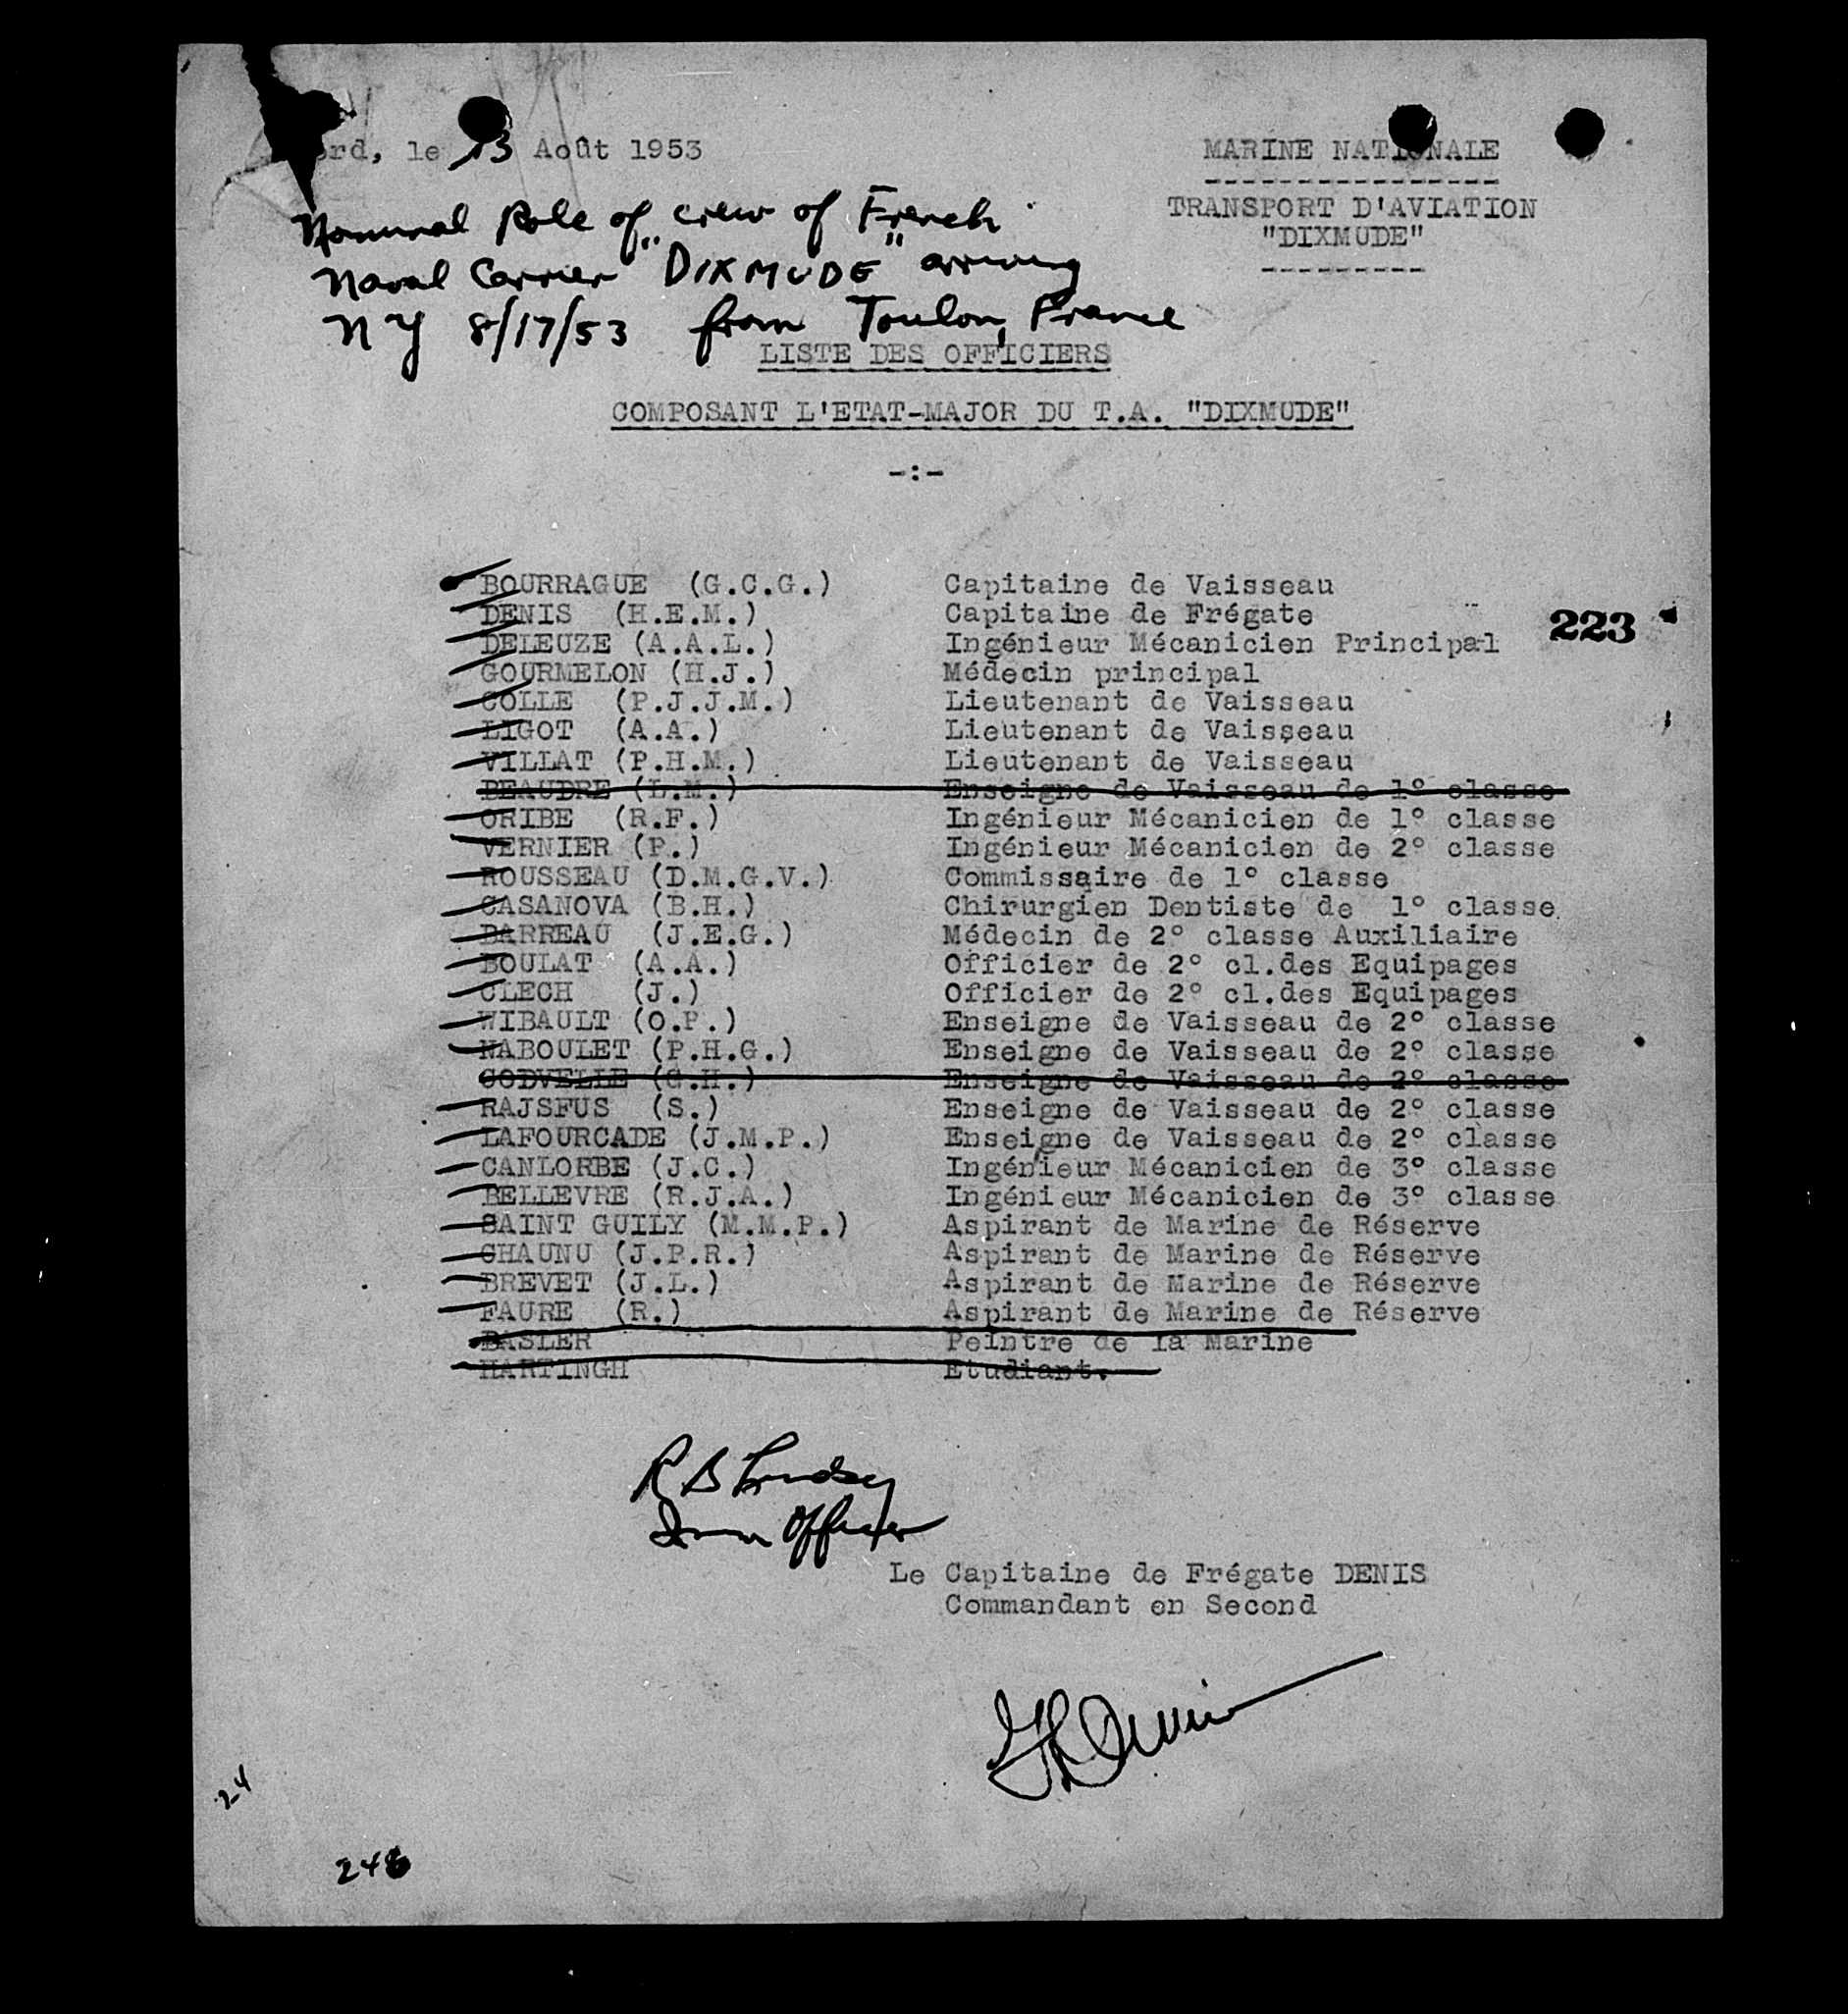 ord, le 13 Août 1953
MARINE NATIONALE
TRANSPORT D'AVIATION
"DIXMUDE"
Nominal Role of crew of French
Naval Carrier "DIXMUDE" arriving
NY 8/17/53 from Toulon, France
LISTE DES OFFICIERS
COMPOSANT L'ETAT-MAJOR DU T.A. "DIXMUDE"
-:-
BOURRAGUE (G.C.G.) Capitaine de Vaisseau
DENIS (H.E.M.) Capitaine de Frégate
223
DELEUZE (A.A.L.) Ingénieur Mécanicien Principal
GOURMELON (H.J.) Médecin principal
COLLE (P.J.J.M.) Lieutenant de Vaisseau
LIGOT (A.A.) Lieutenant de Vaisseau
VILLAT (P.H.M.) Lieutenant de Vaisseau
BEAUDRE (L.M.) Enseigne de Vaisseau de 1° classe
ORIBE (R.F.) Ingénieur Mécanicien de 1° classe
VERNIER (P.) Ingénieur Mécanicien de 2° classe
ROUSSEAU (D.M.G.V.) Commissaire de 1° classe
CASANOVA (B.H.) Chirurgien Dentiste de 1° classe
BARREAU (J.E.G.) Médecin de 2° classe Auxiliaire
BOULAT (A.A.) Officier de 2° cl.des Equipages
CLECH (J.) Officier de 2° cl.des Equipages
WIBAULT (O.P.) Enseigne de Vaisseau de 2° classe
NABOULET (P.H.G.) Enseigne de Vaisseau de 2° classe
CODVELLE (G.H.) Enseigne de Vaisseau de 2° classe
RAJSFUS (S.) Enseigne de Vaisseau de 2° classe
LAFOURCADE (J.M.P.) Enseigne de Vaisseau de 2° classe
CANLORBE (J.C.) Ingénieur Mécanicien de 3° classe
BELLEVRE (R.J.A.) Ingénieur Mécanicien de 3° classe
SAINT GUILY (M.M.P.) Aspirant de Marine de Réserve
CHAUNU (J.P.R.) Aspirant de Marine de Réserve
BREVET (J.L.) Aspirant de Marine de Réserve
FAURE (R.) Aspirant de Marine de Réserve
BASLER Peintre de la Marine
HARTINGH Etudiant.
R B Lindsey
Imm Officer
Le Capitaine de Frégate DENIS
Commandant en Second
HDenis
24
246